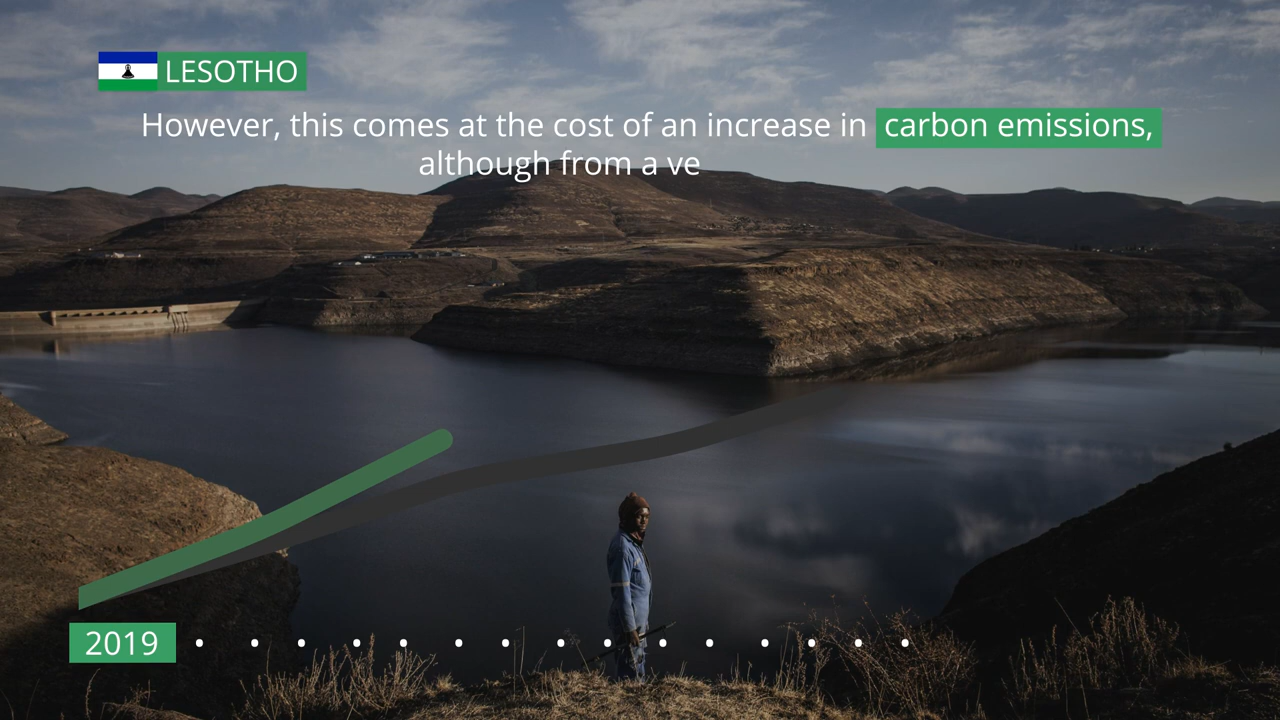 LESOTHO
However, this comes at the cost of an increase in carbon emissions,
although from a ve
2019